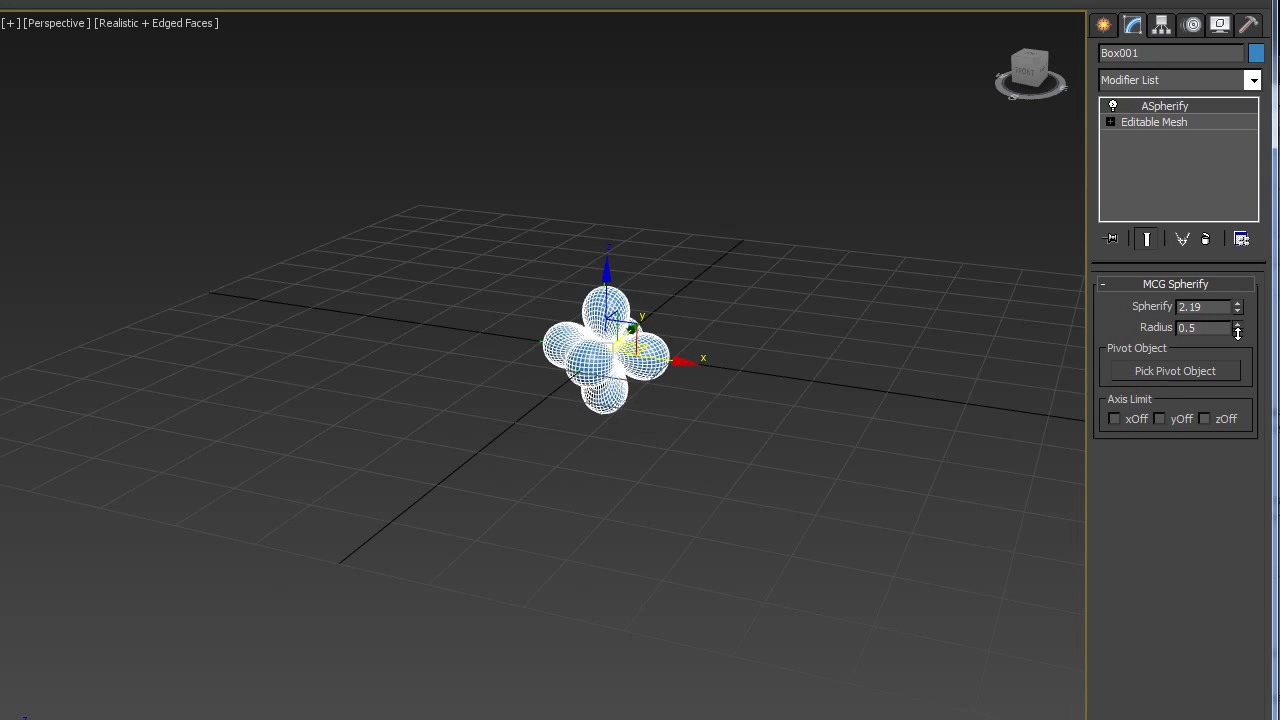 [ + ] [Perspective ] [Realistic + Edged Faces ]
FRONT
z
y
x
Box001
Modifier List
ASpherify
Editable Mesh
- MCG Spherify
Spherify 2.19
Radius 0.5
Pivot Object
Pick Pivot Object
Axis Limit
xOff yOff zOff